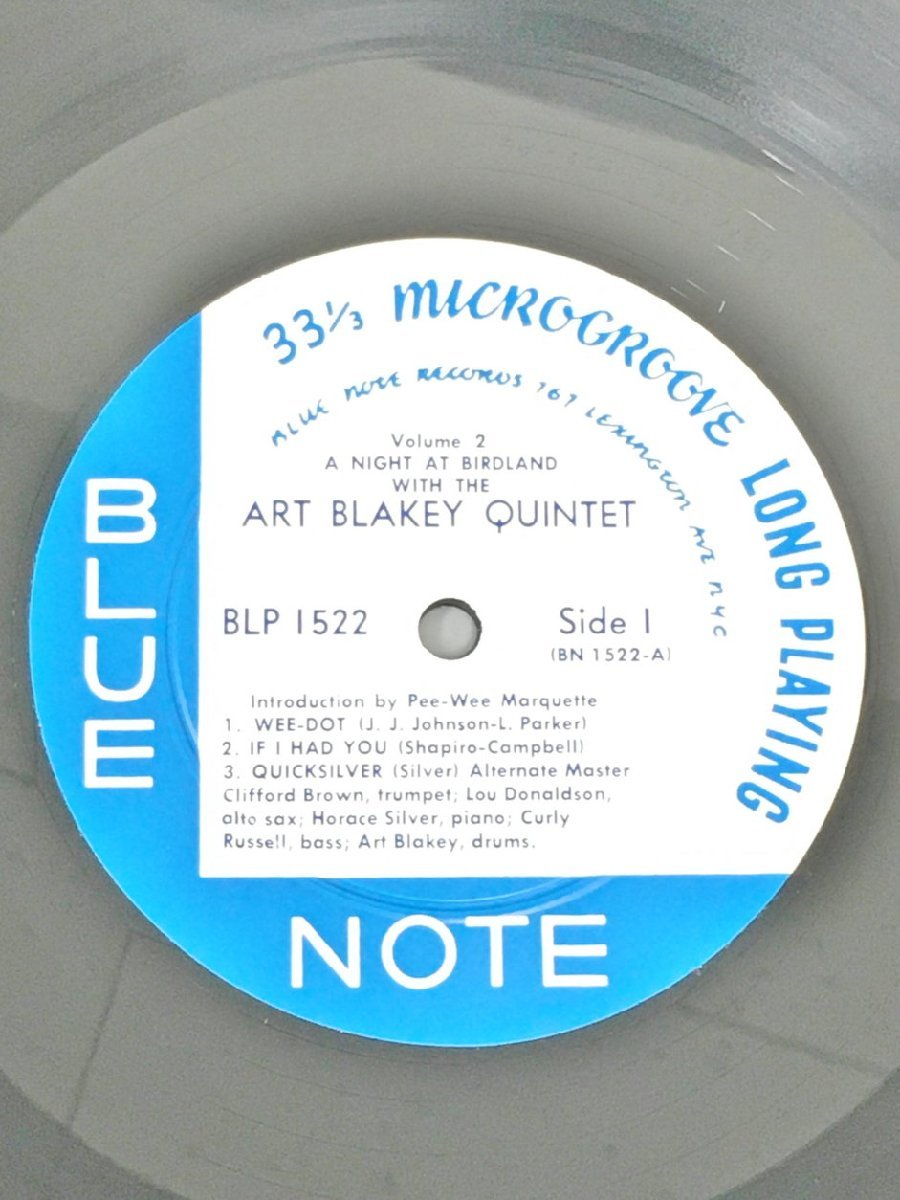 33⅓ MICROGROOVE LONG PLAYING
BLUE NOTE RECORDS 767 LEXINGTON AVE NYC
Volume 2
A NIGHT AT BIRDLAND
WITH THE
ART BLAKEY QUINTET
BLP 1522
Side 1
(BN 1522-A)
Introduction by Pee-Wee Marquette
1. WEE-DOT (J. J. Johnson-L. Parker)
2. IF I HAD YOU (Shapiro-Campbell)
3. QUICKSILVER (Silver) Alternate Master
Clifford Brown, trumpet; Lou Donaldson,
alto sax; Horace Silver, piano; Curly
Russell, bass; Art Blakey, drums.
BLUE
NOTE